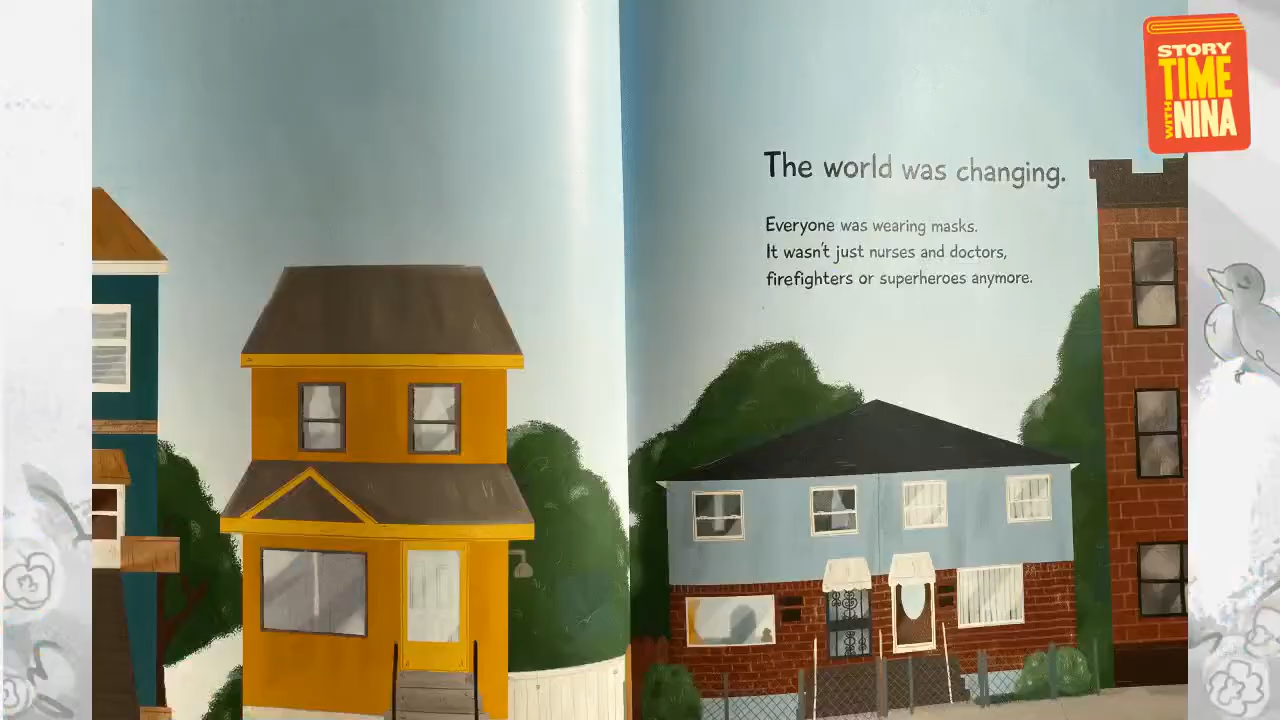 STORY
TIME
WITH
NINA
The world was changing.
Everyone was wearing masks.
It wasn't just nurses and doctors,
firefighters or superheroes anymore.